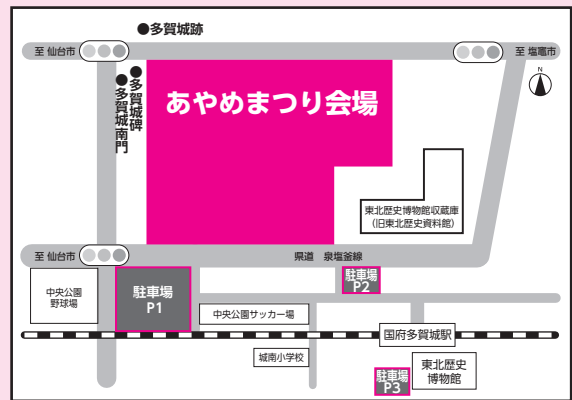 ●多賀城跡
至 仙台市
至 塩竈市
N
●多賀城碑
●多賀城南門
あやめまつり会場
東北歴史博物館収蔵庫
（旧東北歴史資料館）
至 仙台市
県道 泉塩釜線
中央公園
野球場
駐車場
P1
駐車場
P2
中央公園サッカー場
国府多賀城駅
城南小学校
駐車場
P3
東北歴史
博物館